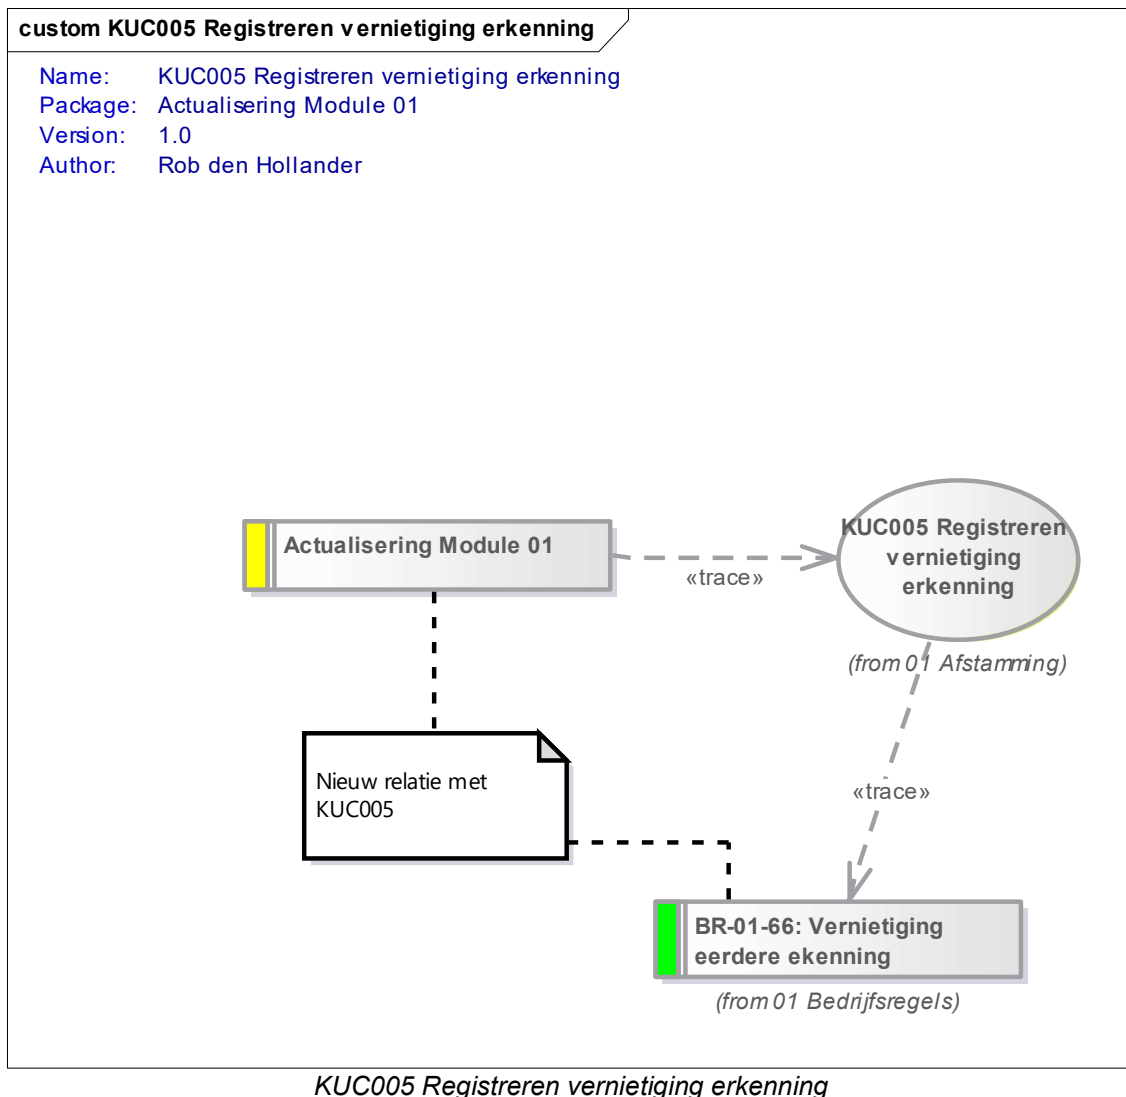 custom KUC005 Registreren vernietiging erkenning
Name: KUC005 Registreren vernietiging erkenning
Package: Actualisering Module 01
Version: 1.0
Author: Rob den Hollander
KUC005 Registreren
vernietiging
erkenning
Actualisering Module 01
«trace»
(from 01 Afstamming)
Nieuw relatie met
KUC005
«trace»
BR-01-66: Vernietiging
eerdere ekenning
(from 01 Bedrijfsregels)
KUC005 Registreren vernietiging erkenning